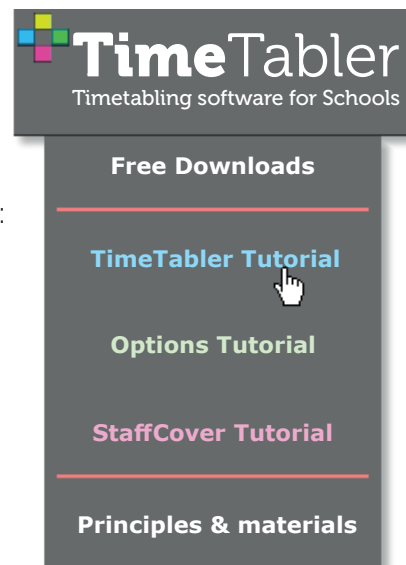 TimeTabler
Timetabling software for Schools
Free Downloads
:
TimeTabler Tutorial
Options Tutorial
StaffCover Tutorial
Principles & materials